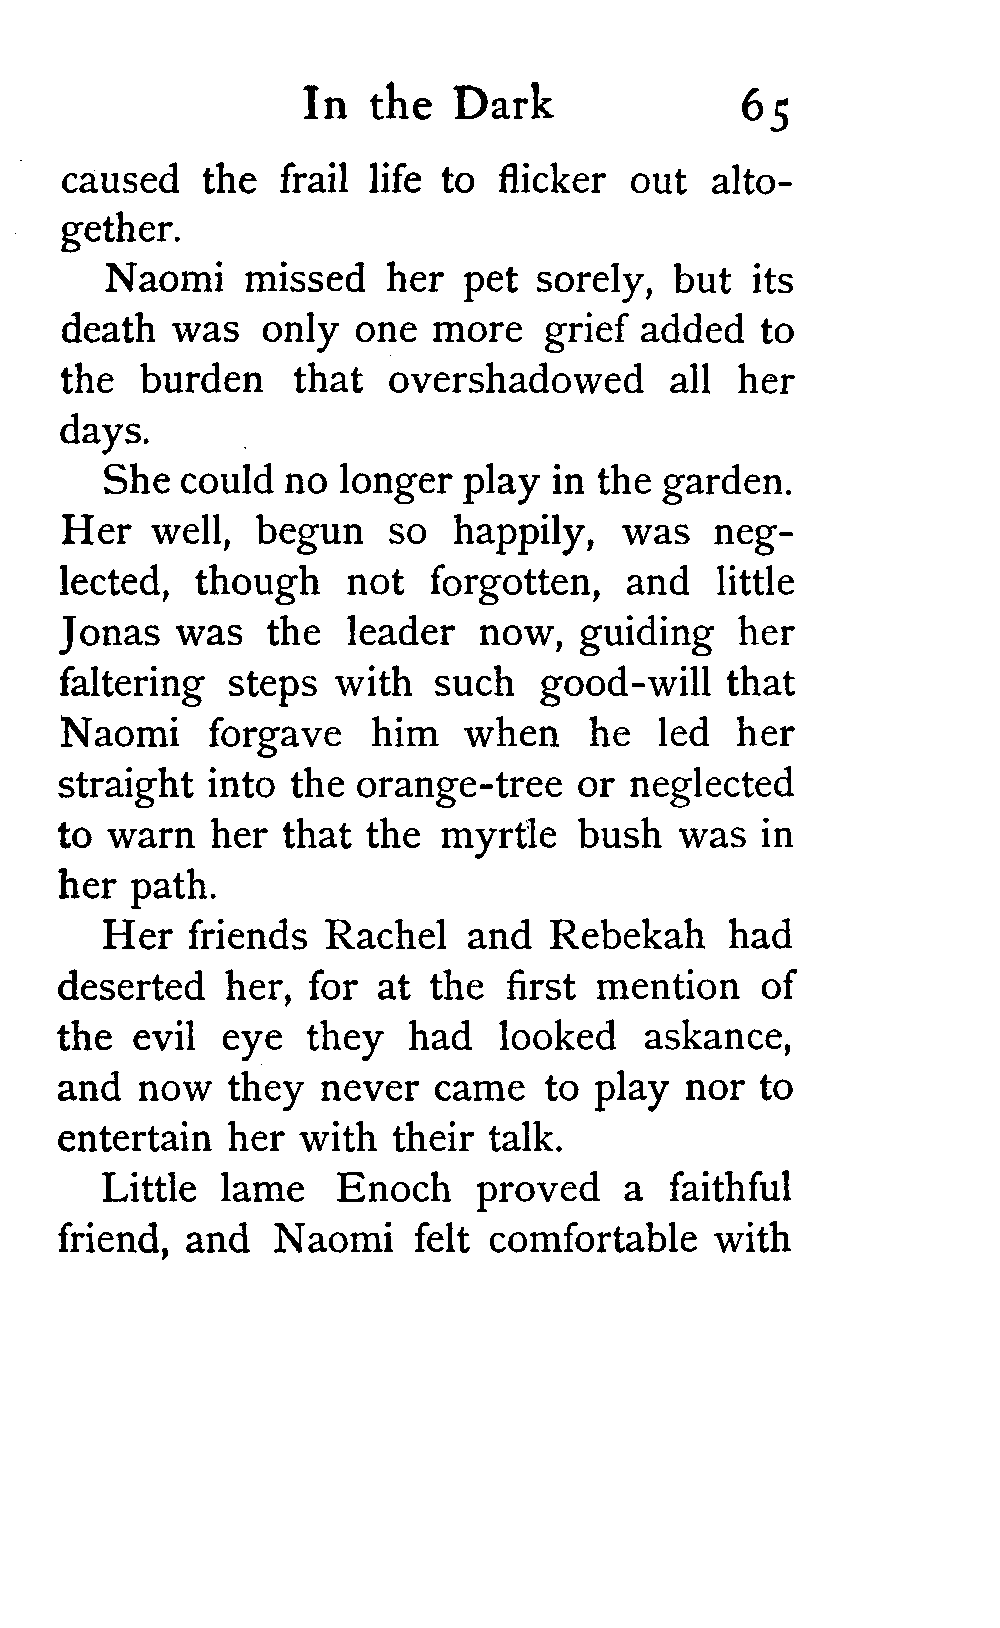 In the Dark 65
caused the frail life to flicker out alto-
gether.
Naomi missed her pet sorely, but its
death was only one more grief added to
the burden that overshadowed all her
days.
She could no longer play in the garden.
Her well, begun so happily, was neg-
lected, though not forgotten, and little
Jonas was the leader now, guiding her
faltering steps with such good-will that
Naomi forgave him when he led her
straight into the orange-tree or neglected
to warn her that the myrtle bush was in
her path.
Her friends Rachel and Rebekah had
deserted her, for at the first mention of
the evil eye they had looked askance,
and now they never came to play nor to
entertain her with their talk.
Little lame Enoch proved a faithful
friend, and Naomi felt comfortable with